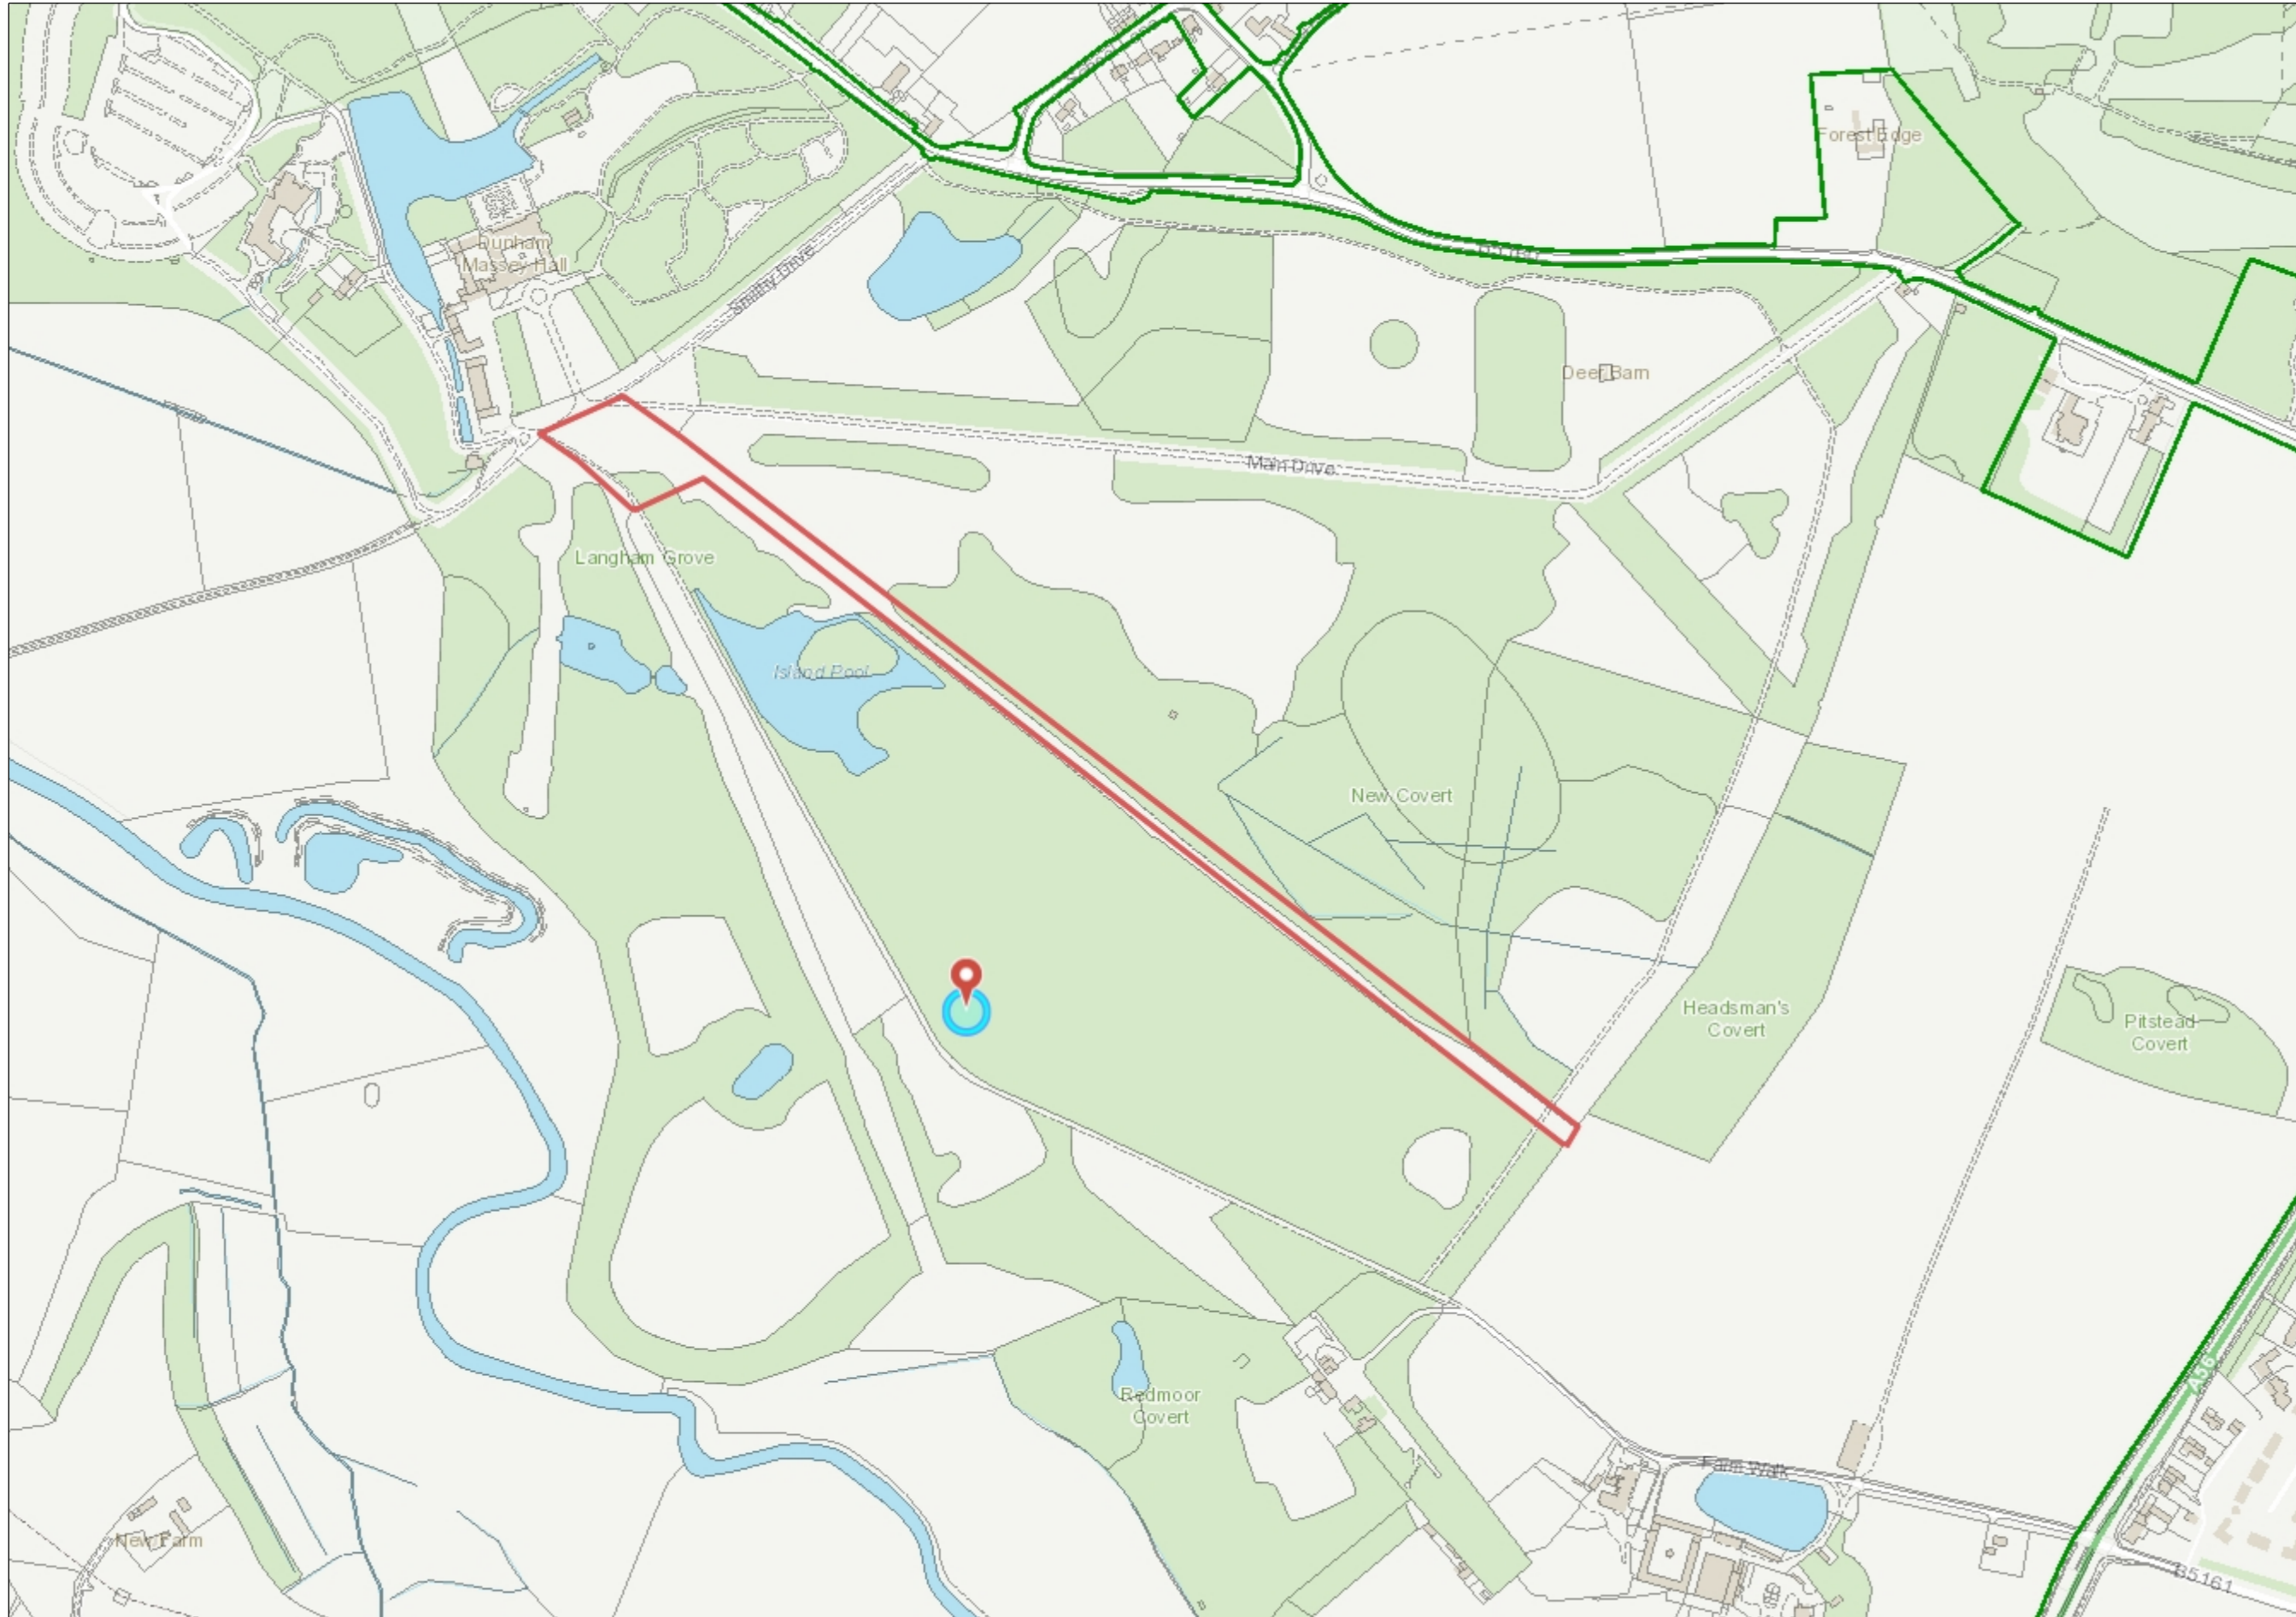 Forest Edge
Dunham
Massey Hall
Smithy Drive
Deer Barn
Main Drive
Langham Grove
Island Pool
New Covert
Headsman's
Covert
Pitstead
Covert
Redmoor
Covert
A56
Farm Walk
New Farm
B5161